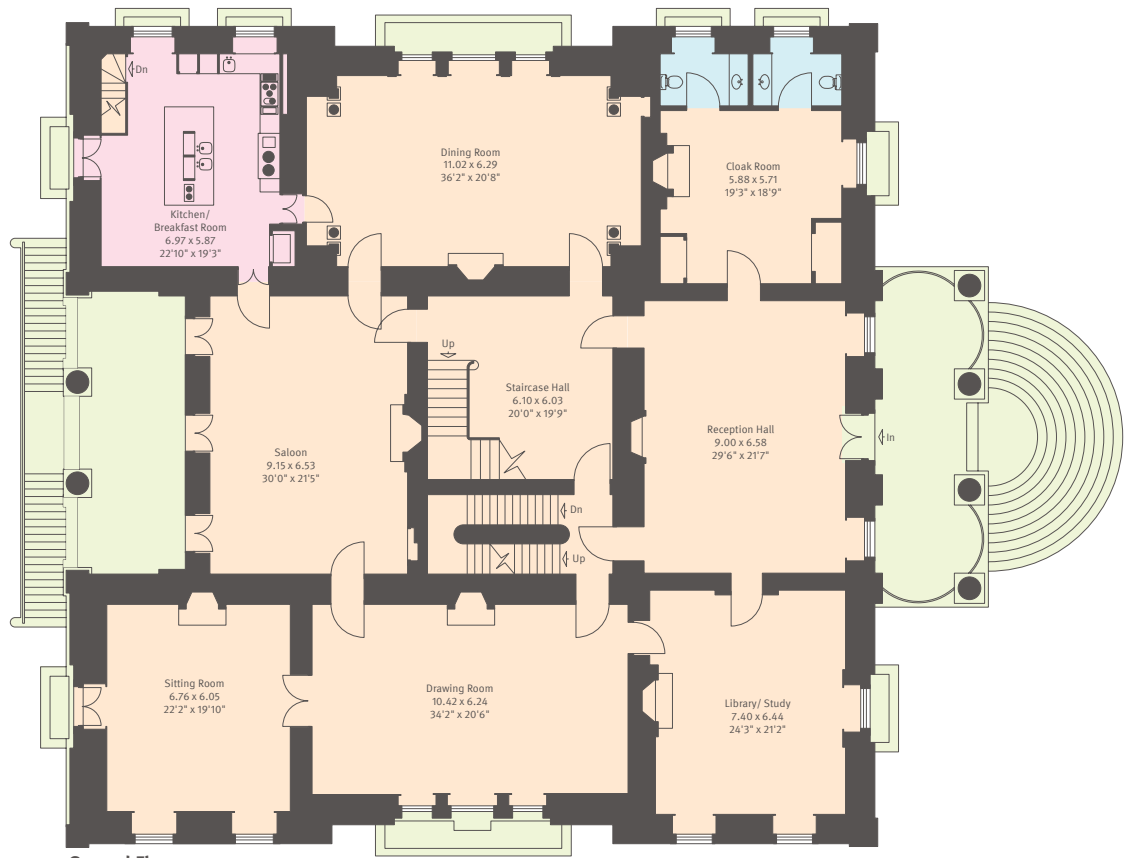 Dn
Kitchen/
Breakfast Room
6.97 x 5.87
22'10" x 19'3"
Dining Room
11.02 x 6.29
36'2" x 20'8"
Cloak Room
5.88 x 5.71
19'3" x 18'9"
Up
Staircase Hall
6.10 x 6.03
20'0" x 19'9"
Saloon
9.15 x 6.53
30'0" x 21'5"
Reception Hall
9.00 x 6.58
29'6" x 21'7"
In
Dn
Up
Sitting Room
6.76 x 6.05
22'2" x 19'10"
Drawing Room
10.42 x 6.24
34'2" x 20'6"
Library/ Study
7.40 x 6.44
24'3" x 21'2"